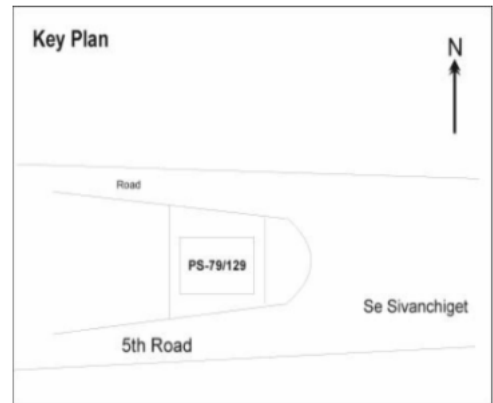 Key Plan
N
Road
PS-79/129
Se Sivanchiget
5th Road